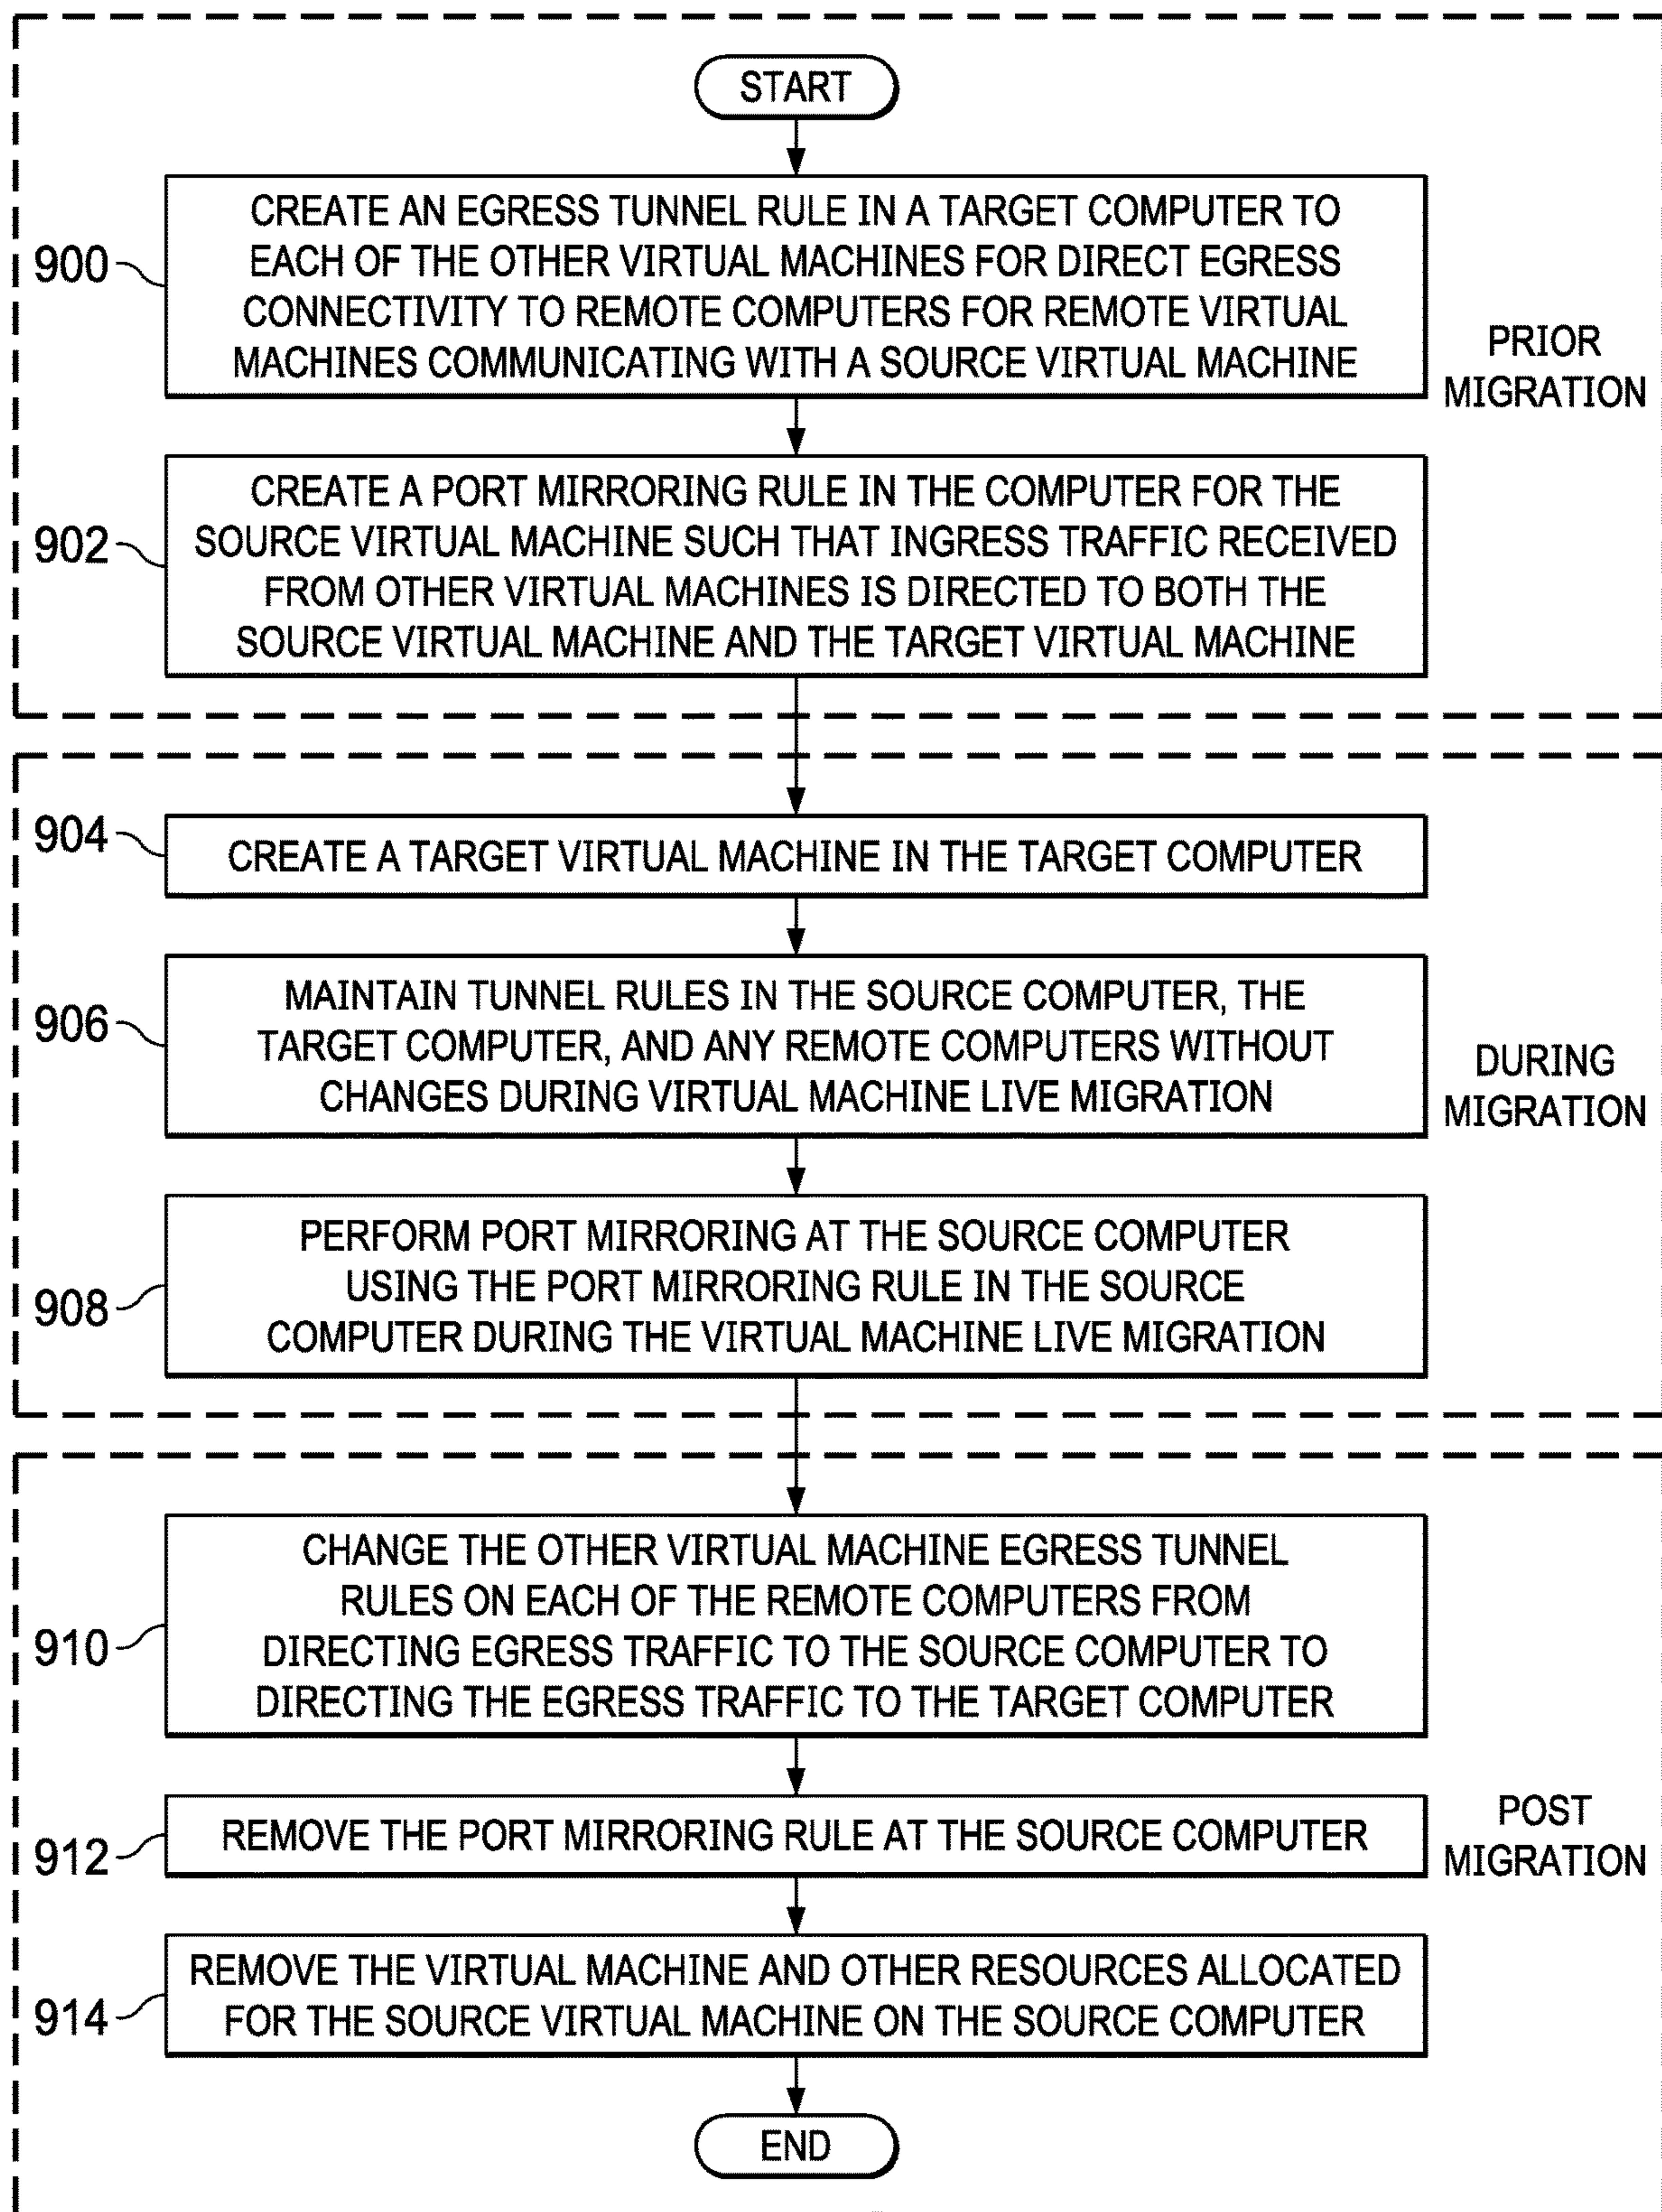 START
900
CREATE AN EGRESS TUNNEL RULE IN A TARGET COMPUTER TO
EACH OF THE OTHER VIRTUAL MACHINES FOR DIRECT EGRESS
CONNECTIVITY TO REMOTE COMPUTERS FOR REMOTE VIRTUAL
MACHINES COMMUNICATING WITH A SOURCE VIRTUAL MACHINE
PRIOR
MIGRATION
902
CREATE A PORT MIRRORING RULE IN THE COMPUTER FOR THE
SOURCE VIRTUAL MACHINE SUCH THAT INGRESS TRAFFIC RECEIVED
FROM OTHER VIRTUAL MACHINES IS DIRECTED TO BOTH THE
SOURCE VIRTUAL MACHINE AND THE TARGET VIRTUAL MACHINE
904
CREATE A TARGET VIRTUAL MACHINE IN THE TARGET COMPUTER
906
MAINTAIN TUNNEL RULES IN THE SOURCE COMPUTER, THE
TARGET COMPUTER, AND ANY REMOTE COMPUTERS WITHOUT
CHANGES DURING VIRTUAL MACHINE LIVE MIGRATION
DURING
MIGRATION
908
PERFORM PORT MIRRORING AT THE SOURCE COMPUTER
USING THE PORT MIRRORING RULE IN THE SOURCE
COMPUTER DURING THE VIRTUAL MACHINE LIVE MIGRATION
910
CHANGE THE OTHER VIRTUAL MACHINE EGRESS TUNNEL
RULES ON EACH OF THE REMOTE COMPUTERS FROM
DIRECTING EGRESS TRAFFIC TO THE SOURCE COMPUTER TO
DIRECTING THE EGRESS TRAFFIC TO THE TARGET COMPUTER
912
REMOVE THE PORT MIRRORING RULE AT THE SOURCE COMPUTER
POST
MIGRATION
914
REMOVE THE VIRTUAL MACHINE AND OTHER RESOURCES ALLOCATED
FOR THE SOURCE VIRTUAL MACHINE ON THE SOURCE COMPUTER
END